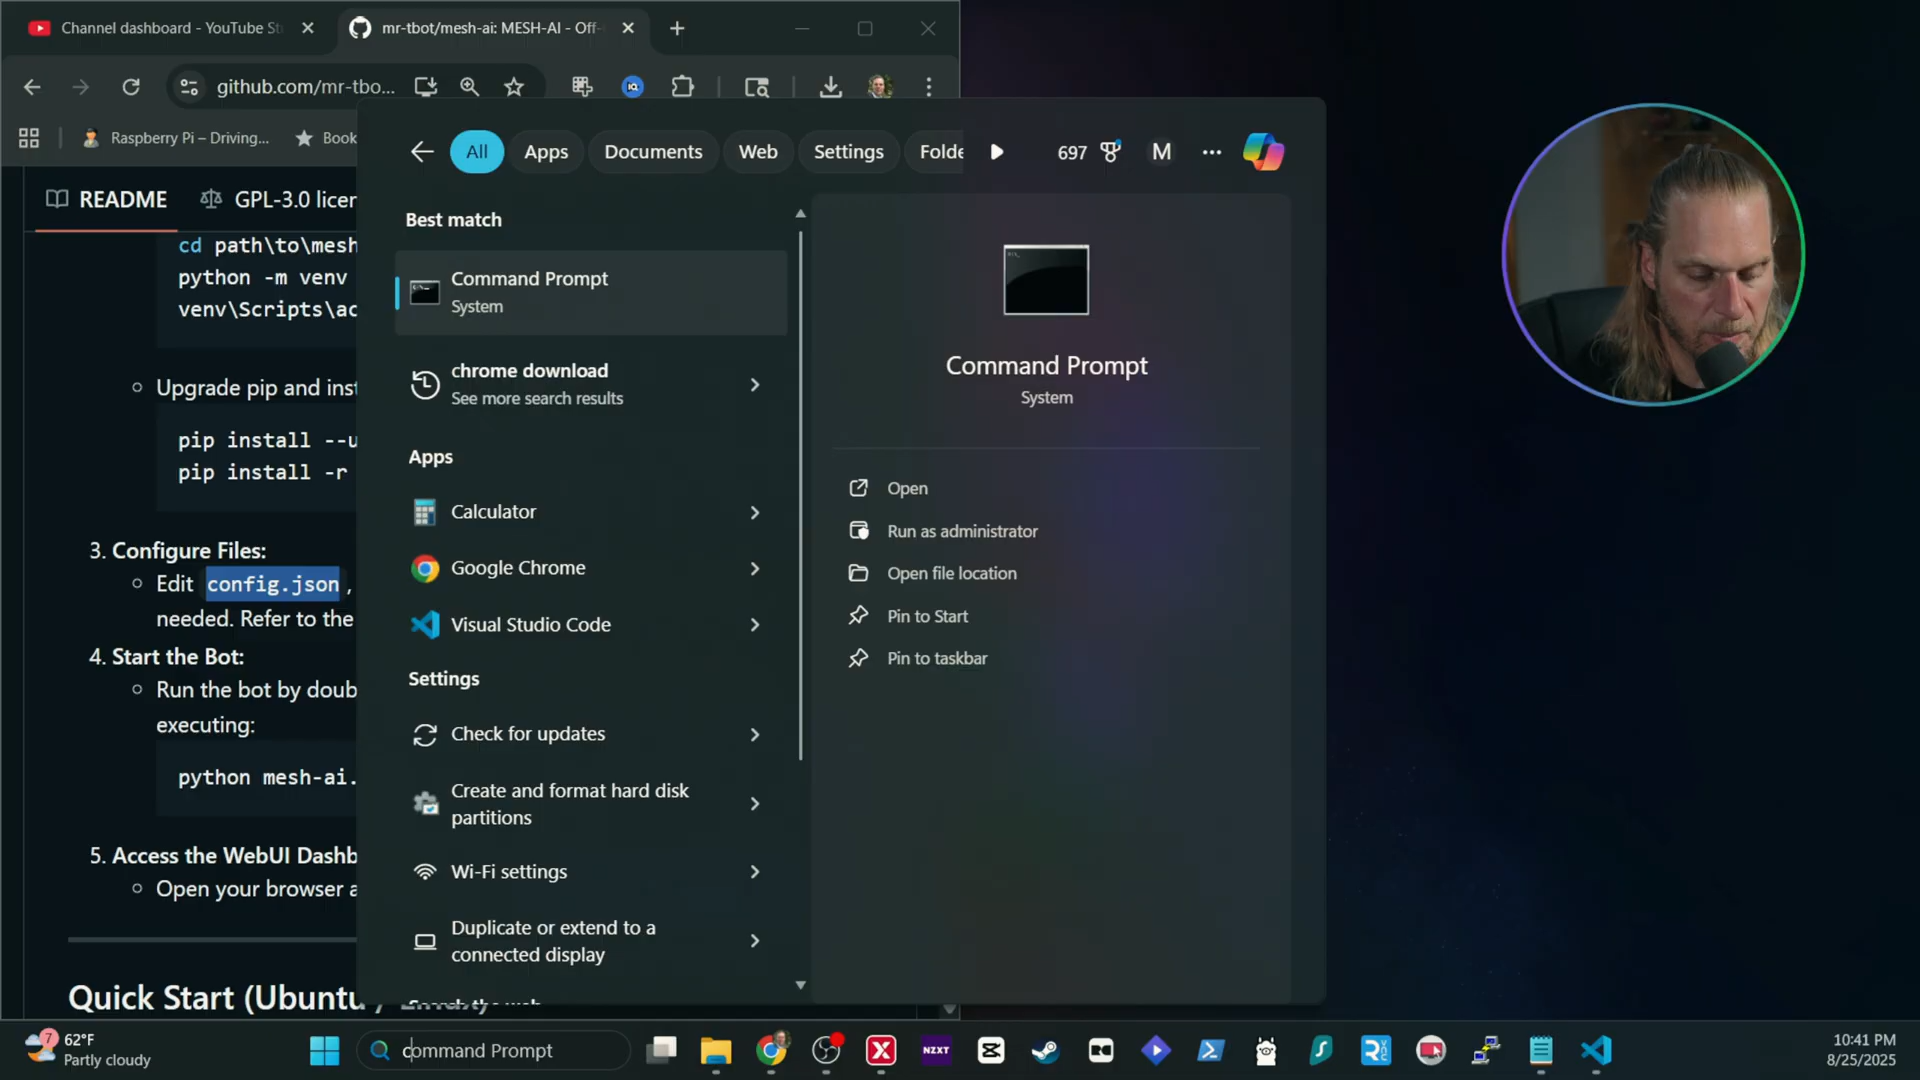 Channel dashboard - YouTube St
mr-tbot/mesh-ai: MESH-AI - Off-
github.com/mr-tbo...
Raspberry Pi – Driving...
Book
All
Apps
Documents
Web
Settings
Folde
697
M
README
GPL-3.0 licen
cd path\to\mesh
python -m venv
venv\Scripts\ac
Upgrade pip and inst
pip install --u
pip install -r
3. Configure Files:
Edit config.json,
needed. Refer to the
4. Start the Bot:
Run the bot by doub
executing:
python mesh-ai.
5. Access the WebUI Dashb
Open your browser a
Quick Start (Ubuntu
Best match
Command Prompt
System
chrome download
See more search results
Apps
Calculator
Google Chrome
Visual Studio Code
Settings
Check for updates
Create and format hard disk
partitions
Wi-Fi settings
Duplicate or extend to a
connected display
Search the web
Command Prompt
System
Open
Run as administrator
Open file location
Pin to Start
Pin to taskbar
7
62°F
Partly cloudy
command Prompt
NZXT
10:41 PM
8/25/2025